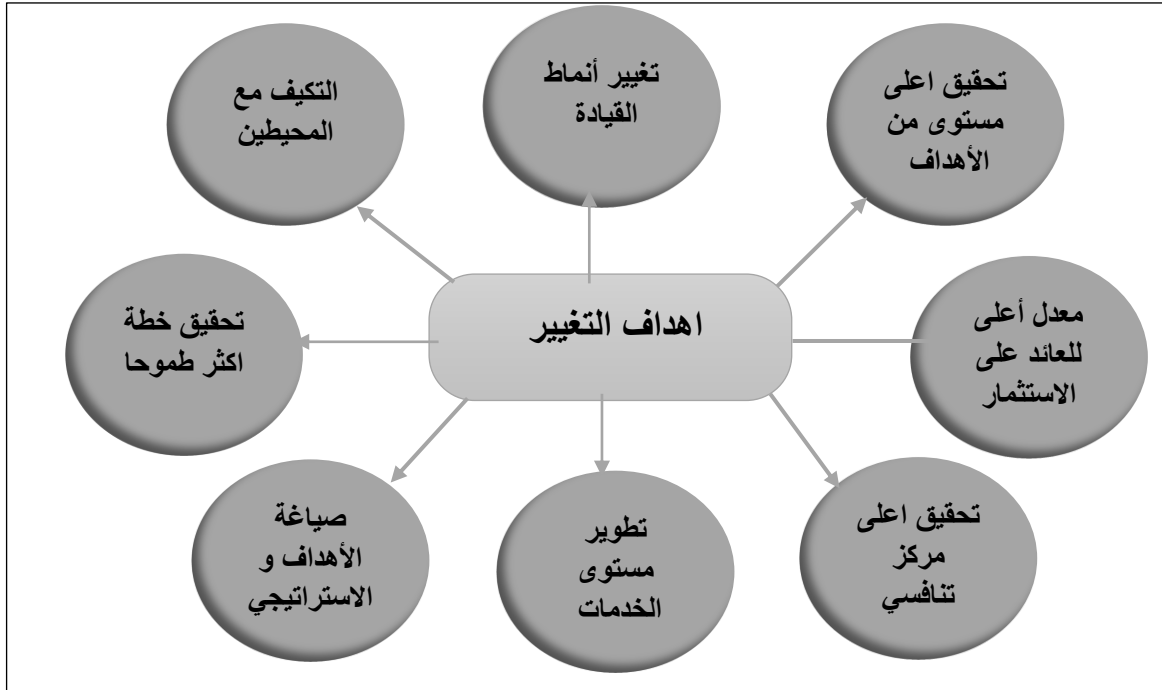 تحقيق اعلى
مستوى من
الأهداف
تغيير أنماط
القيادة
التكيف مع
المحيطين
اهداف التغيير
معدل أعلى
للعائد على
الاستثمار
تحقيق خطة
اكثر طموحا
تحقيق اعلى
مركز
تنافسي
تطوير
مستوى
الخدمات
صياغة
الأهداف و
الاستراتيجي